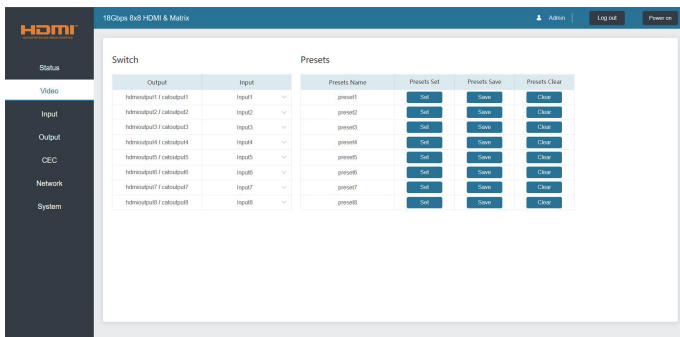 HDMI
18Gbps 8x8 HDMI & Matrix
Admin
Log out
Power on
Status
Video
Input
Output
CEC
Network
System
Switch
Presets
Output Input Presets Name Presets Set Presets Save Presets Clear
hdmioutput1 / catoutput1 Input1 preset1 Set Save Clear
hdmioutput2 / catoutput2 Input2 preset2 Set Save Clear
hdmioutput3 / catoutput3 Input3 preset3 Set Save Clear
hdmioutput4 / catoutput4 Input4 preset4 Set Save Clear
hdmioutput5 / catoutput5 Input5 preset5 Set Save Clear
hdmioutput6 / catoutput6 Input6 preset6 Set Save Clear
hdmioutput7 / catoutput7 Input7 preset7 Set Save Clear
hdmioutput8 / catoutput8 Input8 preset8 Set Save Clear